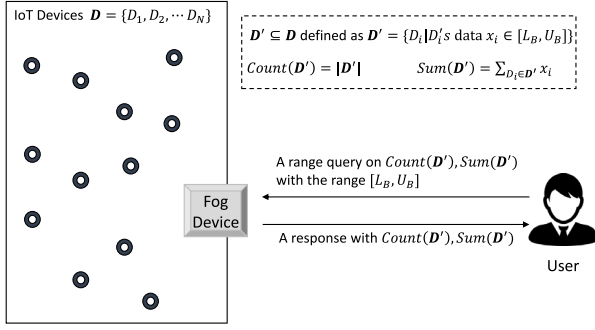 IoT Devices D = {D₁, D₂, ⋯ D_N}
D′ ⊆ D defined as D′ = {Dᵢ|Dᵢ′s data xᵢ ∈ [L_B, U_B]}
Count(D′) = |D′|    Sum(D′) = ∑_{Dᵢ∈D′} xᵢ
A range query on Count(D′), Sum(D′)
with the range [L_B, U_B]
Fog
Device
A response with Count(D′), Sum(D′)
User